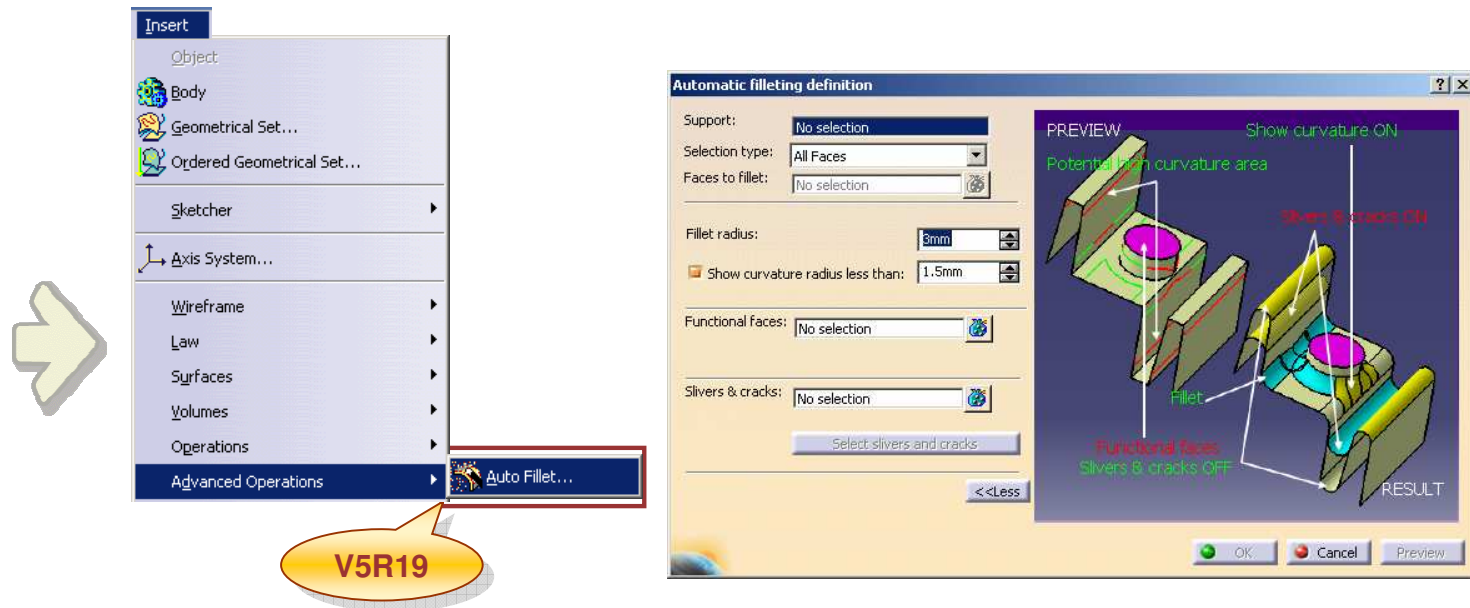 Insert
Object
Body
Geometrical Set...
Ordered Geometrical Set...
Sketcher
Axis System...
Wireframe
Law
Surfaces
Volumes
Operations
Advanced Operations
Auto Fillet...
V5R19
Automatic filleting definition
Support:
No selection
Selection type:
All Faces
Faces to fillet:
No selection
Fillet radius:
3mm
Show curvature radius less than:
1.5mm
Functional faces:
No selection
Slivers & cracks:
No selection
Select slivers and cracks
<<Less
PREVIEW
Show curvature ON
Potential high curvature area
Slivers & cracks ON
Fillet
Functional faces
Slivers & cracks OFF
RESULT
OK
Cancel
Preview